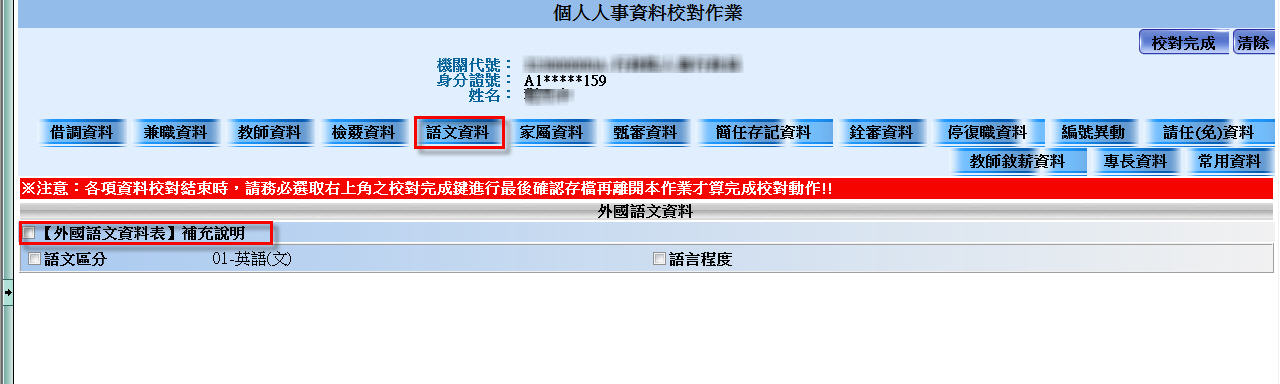 個人人事資料校對作業
校對完成 清除
機關代號：
身分證號： A1*****159
姓名：
借調資料 兼職資料 教師資料 檢覈資料 語文資料 家屬資料 甄審資料 簡任存記資料 銓審資料 停復職資料 編號異動 請任(免)資料
教師敘薪資料 專長資料 常用資料
※注意：各項資料校對結束時，請務必選取右上角之校對完成鍵進行最後確認存檔再離開本作業才算完成校對動作!!
外國語文資料
【外國語文資料表】補充說明
語文區分 01-英語(文) 語言程度